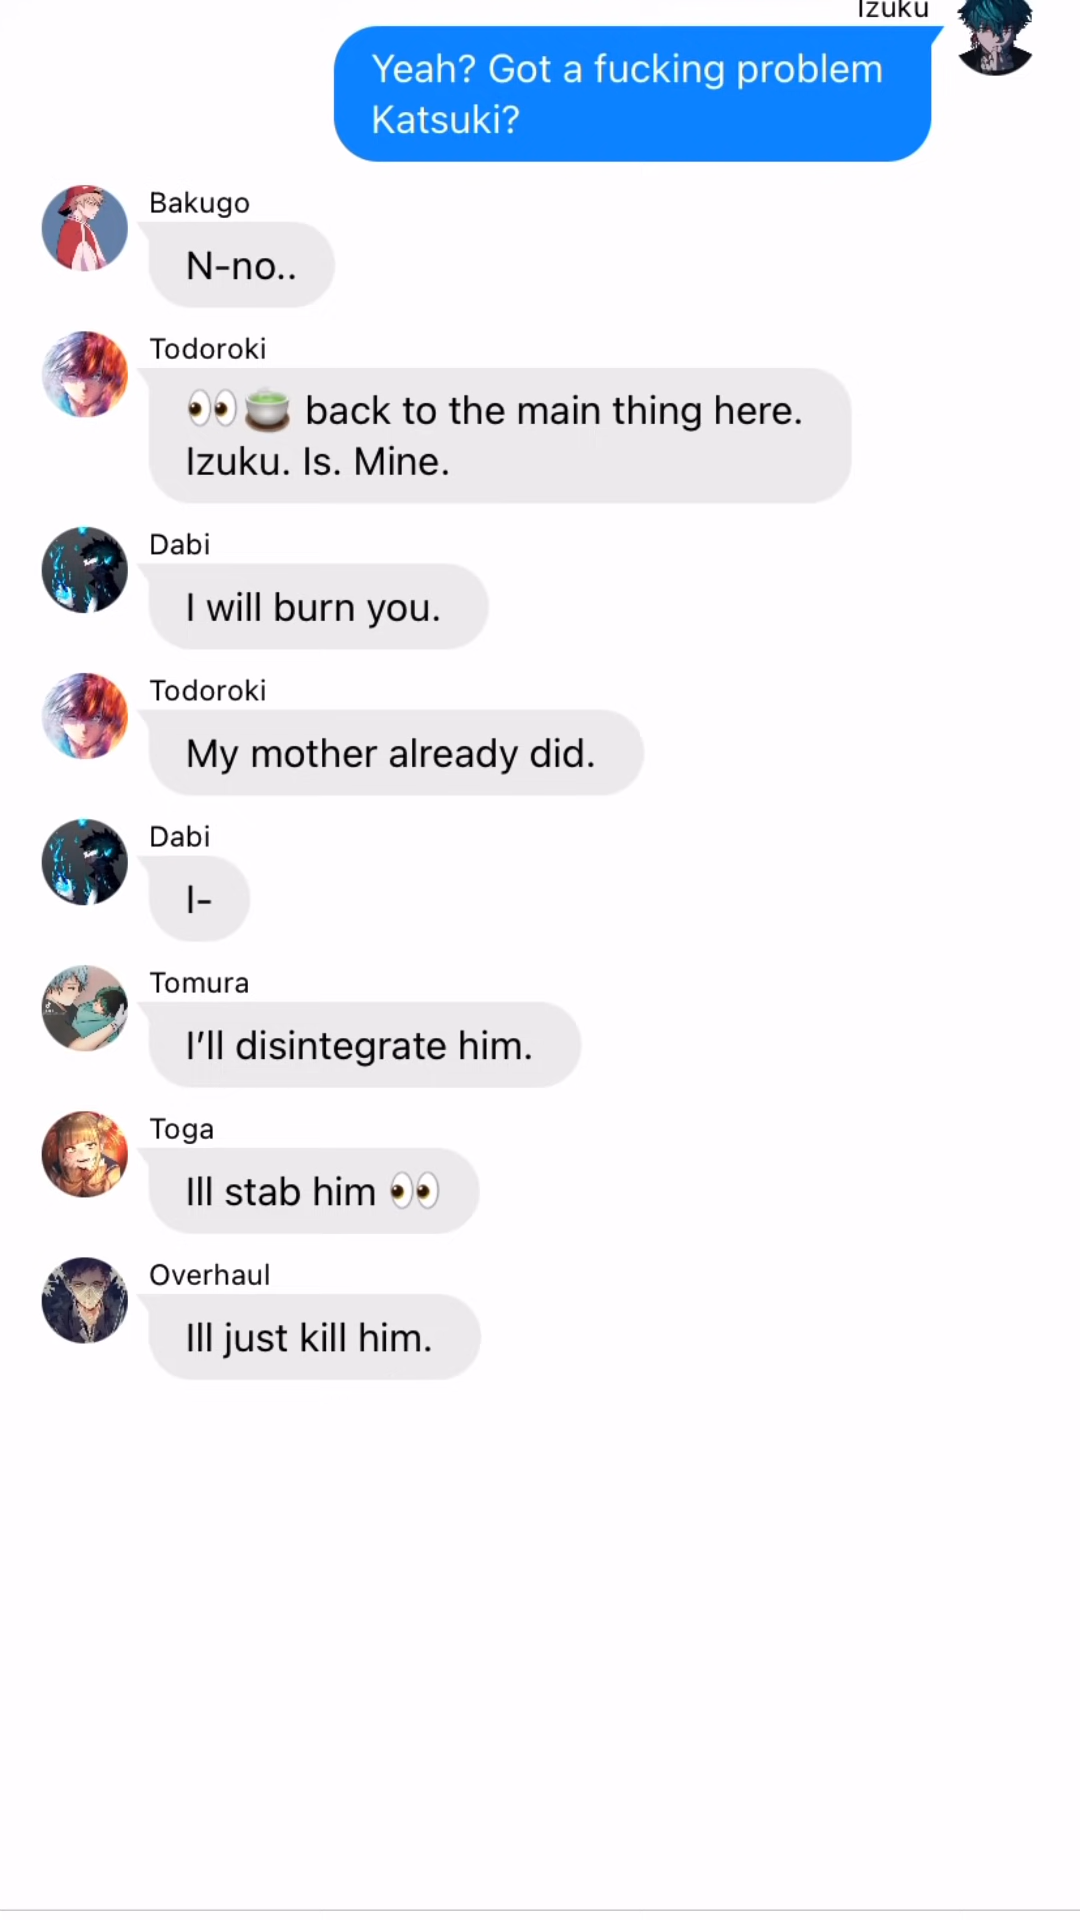 Izuku
Yeah? Got a fucking problem
Katsuki?
Bakugo
N-no..
Todoroki
👀🍵 back to the main thing here.
Izuku. Is. Mine.
Dabi
I will burn you.
Todoroki
My mother already did.
Dabi
I-
Tomura
I’ll disintegrate him.
Toga
Ill stab him 👀
Overhaul
Ill just kill him.